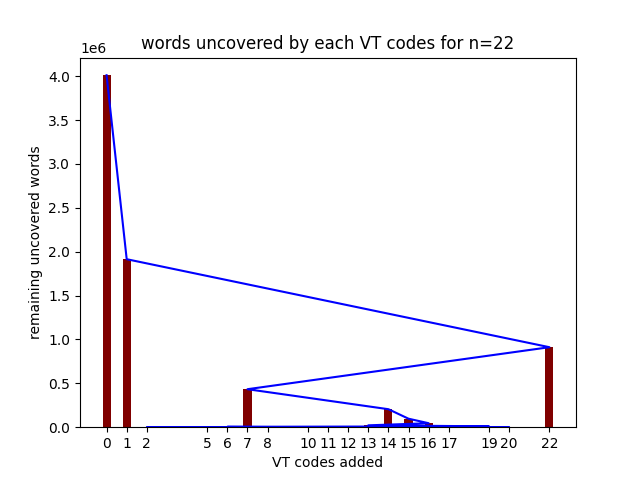 words uncovered by each VT codes for n=22
1e6
4.0
3.5
3.0
2.5
2.0
1.5
1.0
0.5
0.0
remaining uncovered words
0 1 2 5 6 7 8 10 11 12 13 14 15 16 17 19 20 22
VT codes added